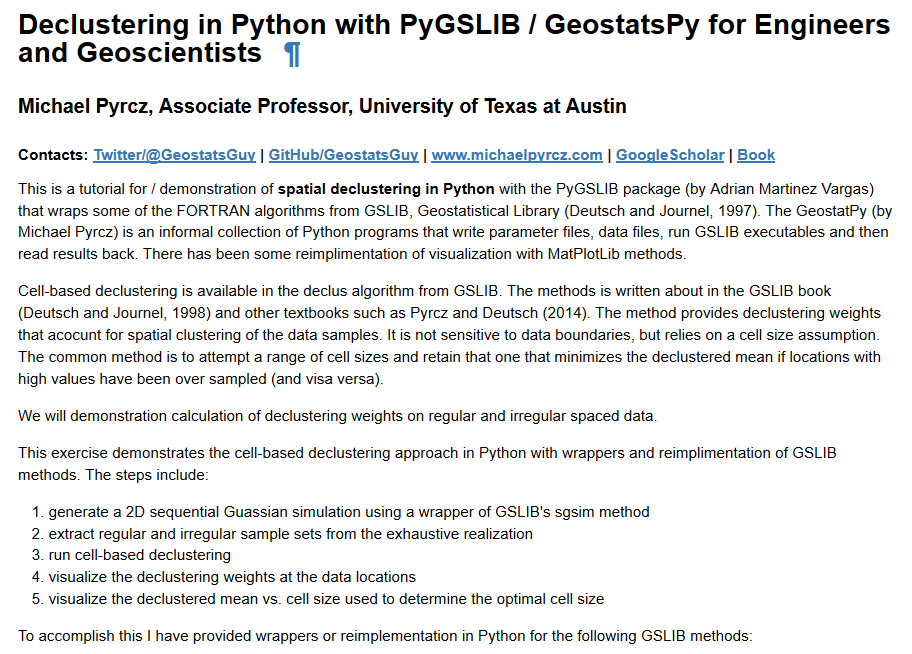 Declustering in Python with PyGSLIB / GeostatsPy for Engineers
and Geoscientists ¶
Michael Pyrcz, Associate Professor, University of Texas at Austin
Contacts: Twitter/@GeostatsGuy | GitHub/GeostatsGuy | www.michaelpyrcz.com | GoogleScholar | Book
This is a tutorial for / demonstration of spatial declustering in Python with the PyGSLIB package (by Adrian Martinez Vargas)
that wraps some of the FORTRAN algorithms from GSLIB, Geostatistical Library (Deutsch and Journel, 1997). The GeostatPy (by
Michael Pyrcz) is an informal collection of Python programs that write parameter files, data files, run GSLIB executables and then
read results back. There has been some reimplimentation of visualization with MatPlotLib methods.
Cell-based declustering is available in the declus algorithm from GSLIB. The methods is written about in the GSLIB book
(Deutsch and Journel, 1998) and other textbooks such as Pyrcz and Deutsch (2014). The method provides declustering weights
that acocunt for spatial clustering of the data samples. It is not sensitive to data boundaries, but relies on a cell size assumption.
The common method is to attempt a range of cell sizes and retain that one that minimizes the declustered mean if locations with
high values have been over sampled (and visa versa).
We will demonstration calculation of declustering weights on regular and irregular spaced data.
This exercise demonstrates the cell-based declustering approach in Python with wrappers and reimplimentation of GSLIB
methods. The steps include:
1. generate a 2D sequential Guassian simulation using a wrapper of GSLIB's sgsim method
2. extract regular and irregular sample sets from the exhaustive realization
3. run cell-based declustering
4. visualize the declustering weights at the data locations
5. visualize the declustered mean vs. cell size used to determine the optimal cell size
To accomplish this I have provided wrappers or reimplementation in Python for the following GSLIB methods: